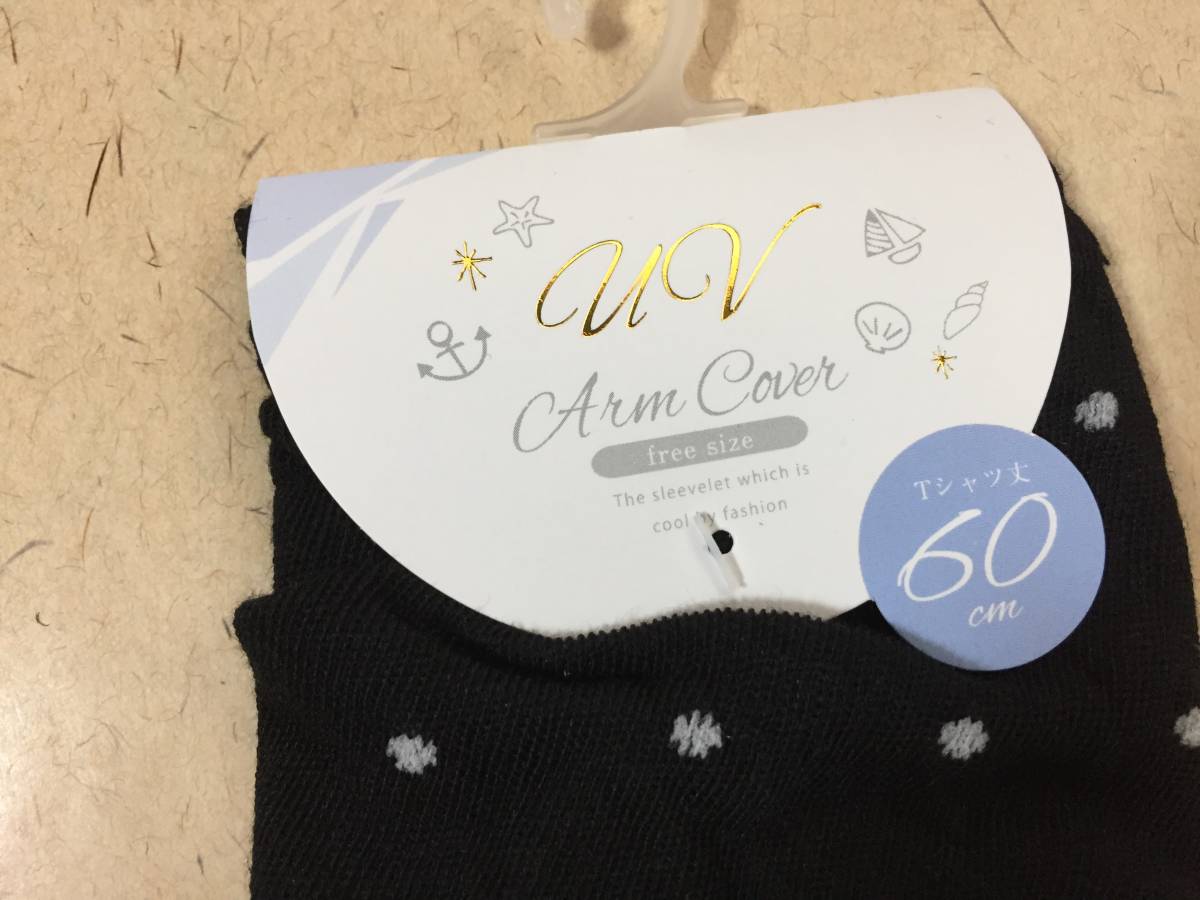 UV
Arm Cover
free size
The sleevelet which is
cool by fashion
Tシャツ丈
60
cm